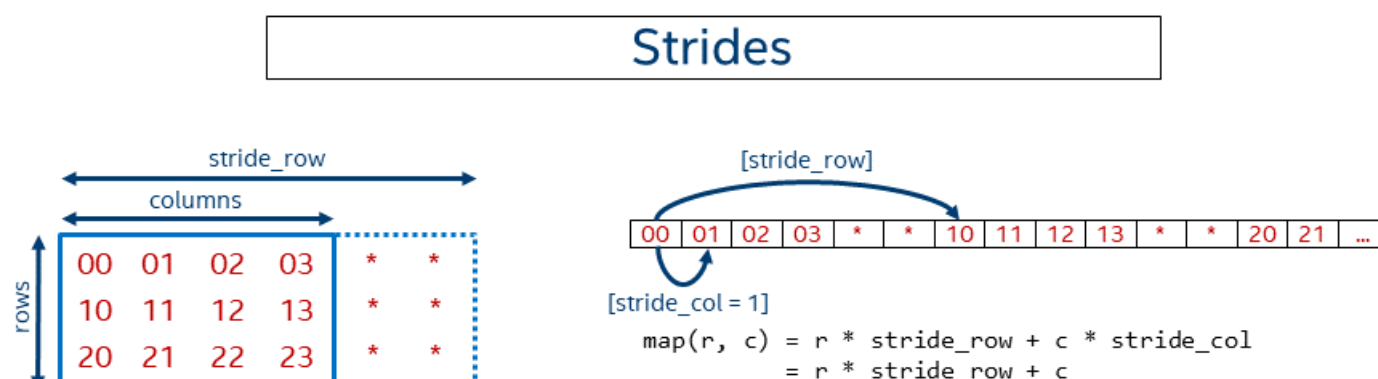 Strides
stride_row
columns
rows
00 01 02 03 * *
10 11 12 13 * *
20 21 22 23 * *
[stride_row]
00 01 02 03 * * 10 11 12 13 * * 20 21 ...
[stride_col = 1]
map(r, c) = r * stride_row + c * stride_col
= r * stride_row + c